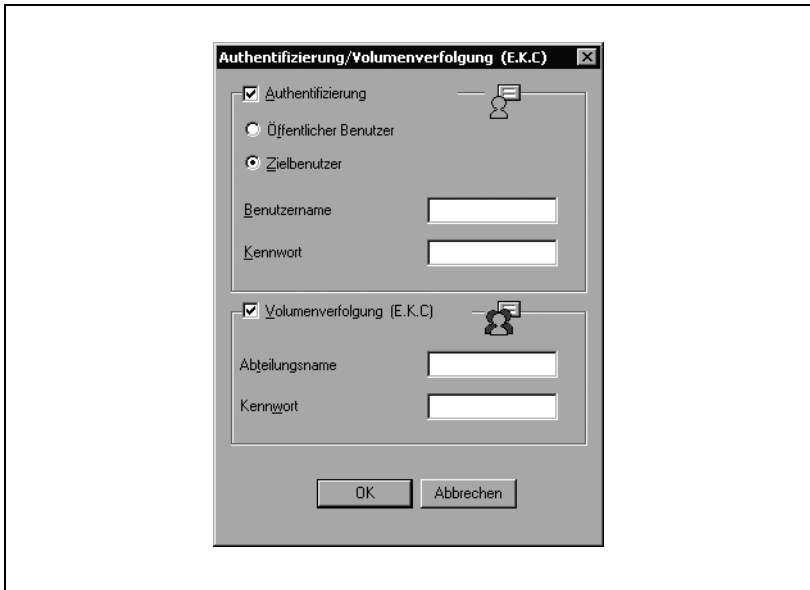 Authentifizierung/Volumenverfolgung (E.K.C)
Authentifizierung
Öffentlicher Benutzer
Zielbenutzer
Benutzername
Kennwort
Volumenverfolgung (E.K.C)
Abteilungsname
Kennwort
OK Abbrechen